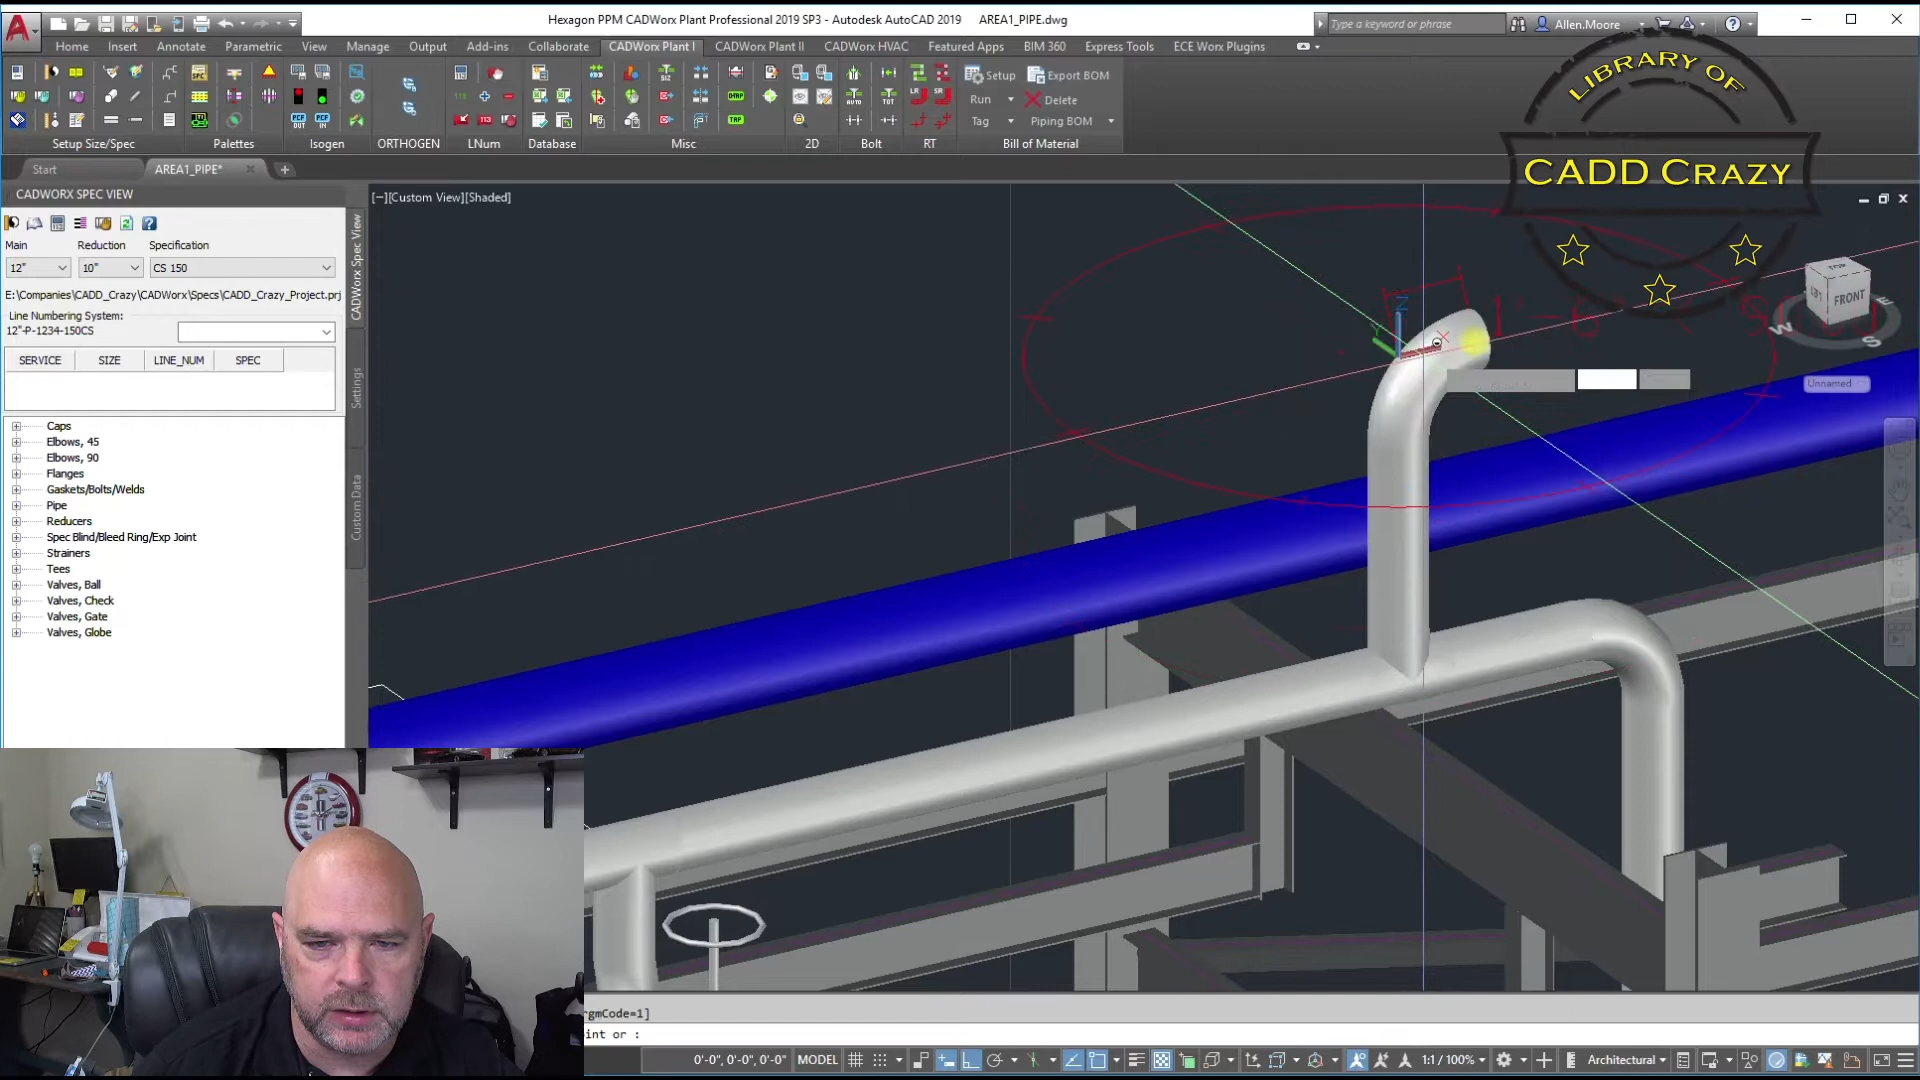 Hexagon PPM CADWorx Plant Professional 2019 SP3 - Autodesk AutoCAD 2019 AREA1_PIPE.dwg
Type a keyword or phrase
Allen.Moore
Home Insert Annotate Parametric View Manage Output Add-ins Collaborate CADWorx Plant I CADWorx Plant II CADWorx HVAC Featured Apps BIM 360 Express Tools ECE Worx Plugins
Setup Export BOM
Run Delete
Tag Piping BOM
Setup Size/Spec Palettes Isogen ORTHOGEN LNum Database Misc 2D Bolt RT Bill of Material
LIBRARY OF
CADD CRAZY
Start AREA1_PIPE*
CADWORX SPEC VIEW
[−][Custom View][Shaded]
Main Reduction Specification
12" 10" CS 150
E:\Companies\CADD_Crazy\CADWorx\Specs\CADD_Crazy_Project.prj
Line Numbering System:
12"-P-1234-150CS
SERVICE SIZE LINE_NUM SPEC
Caps
Elbows, 45
Elbows, 90
Flanges
Gaskets/Bolts/Welds
Pipe
Reducers
Spec Blind/Bleed Ring/Exp Joint
Strainers
Tees
Valves, Ball
Valves, Check
Valves, Gate
Valves, Globe
CADWorx Spec View
Settings
Custom Data
TOP
FRONT
W
S
E
Unnamed
Z
Y
rgmCode=1]
int or :
0'-0", 0'-0", 0'-0" MODEL 1:1 / 100% Architectural